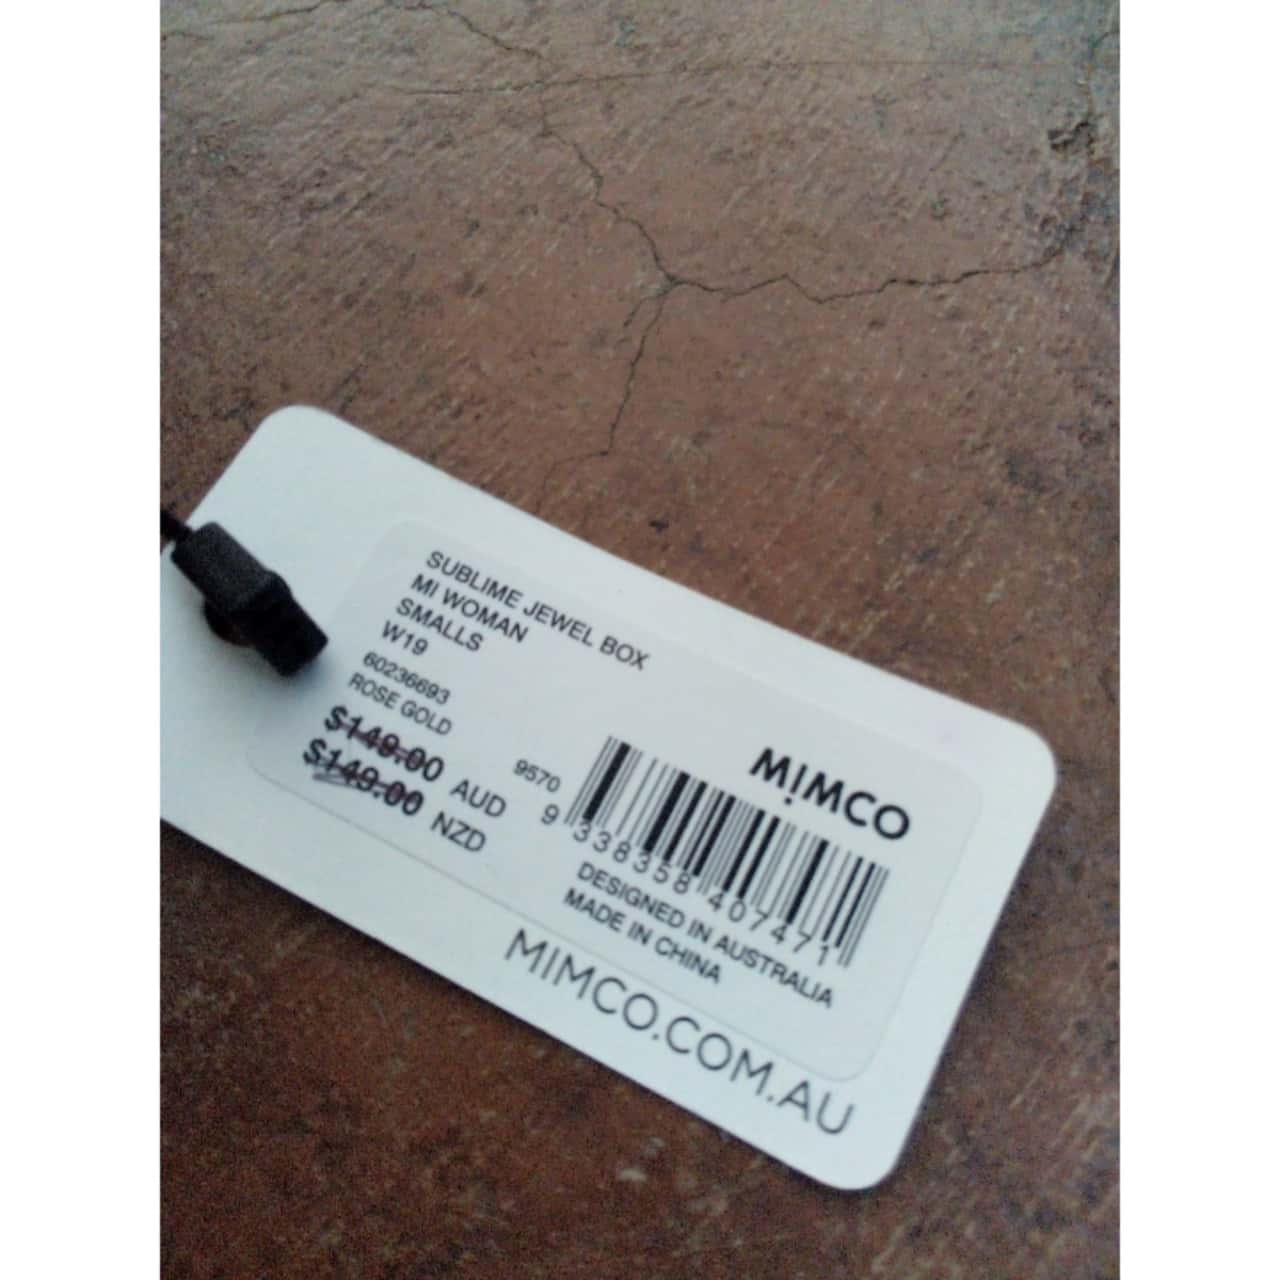 SUBLIME JEWEL BOX
MI WOMAN
SMALLS
W19
60236693
ROSE GOLD
$149.00 AUD
$149.00 NZD
MIMCO
9570
9 338358 407471
DESIGNED IN AUSTRALIA
MADE IN CHINA
MIMCO.COM.AU